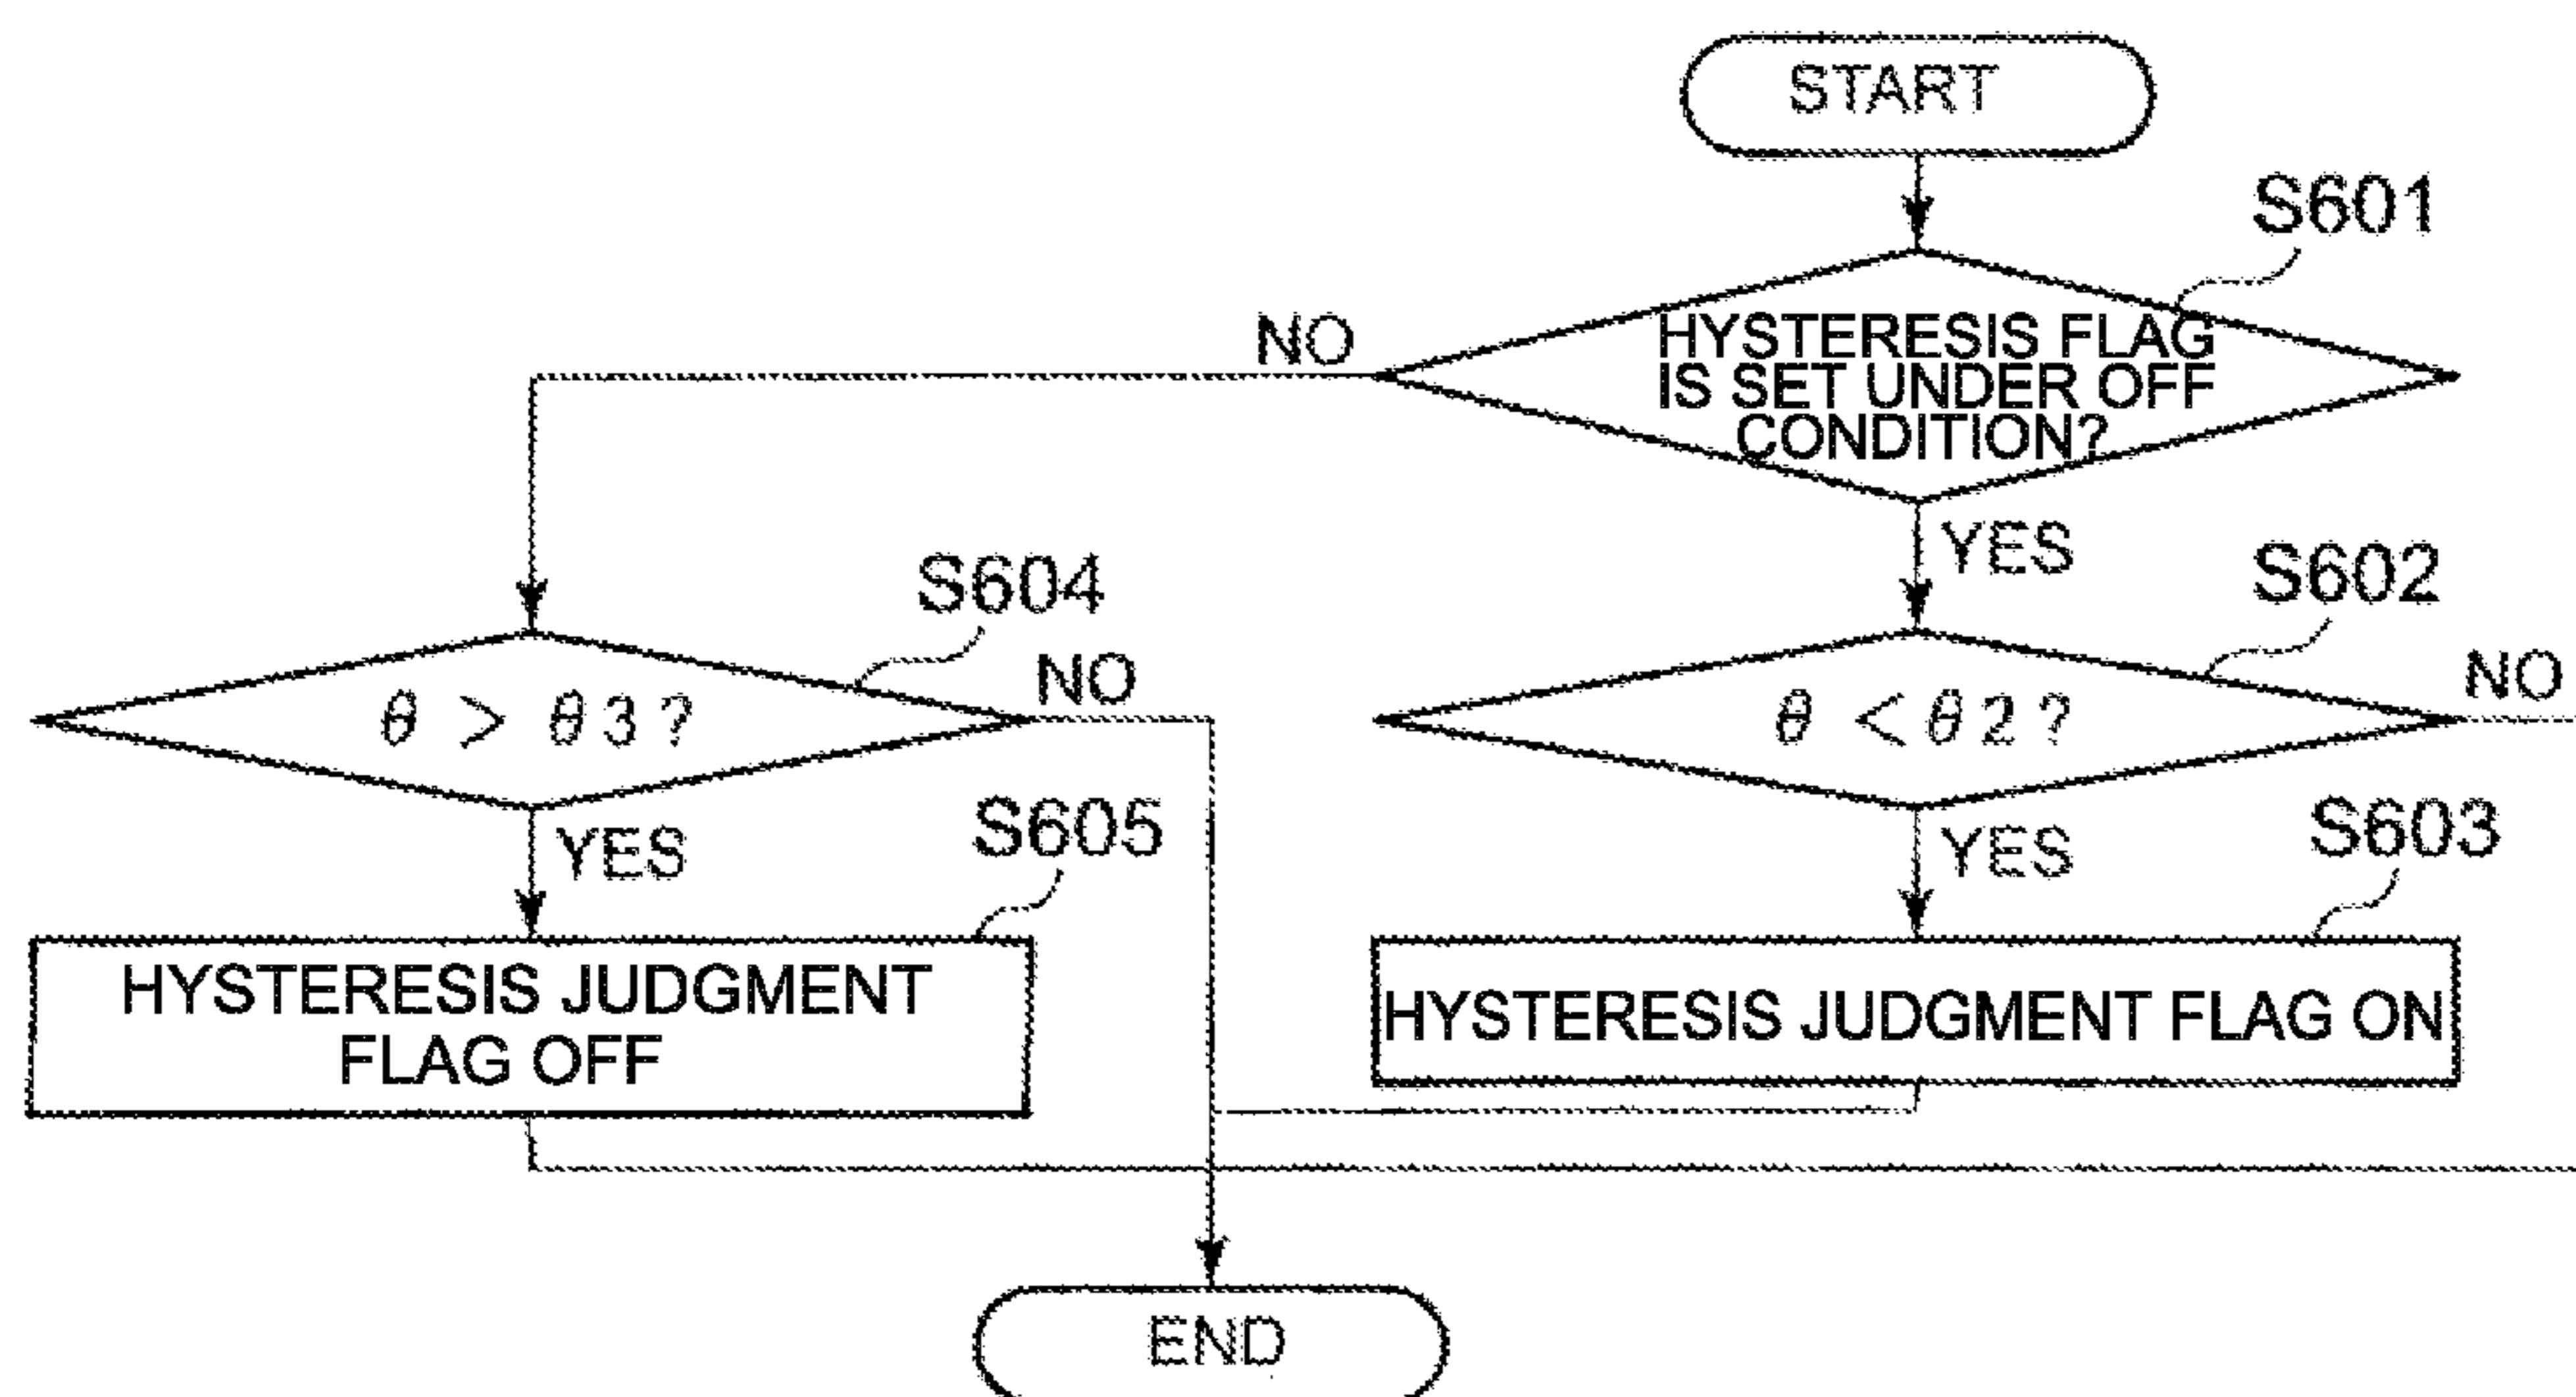 START
S601
NO
HYSTERESIS FLAG
IS SET UNDER OFF
CONDITION?
YES
S604
S602
NO
NO
θ > θ3?
θ < θ2?
YES
S605
YES
S603
HYSTERESIS JUDGMENT
FLAG OFF
HYSTERESIS JUDGMENT FLAG ON
END